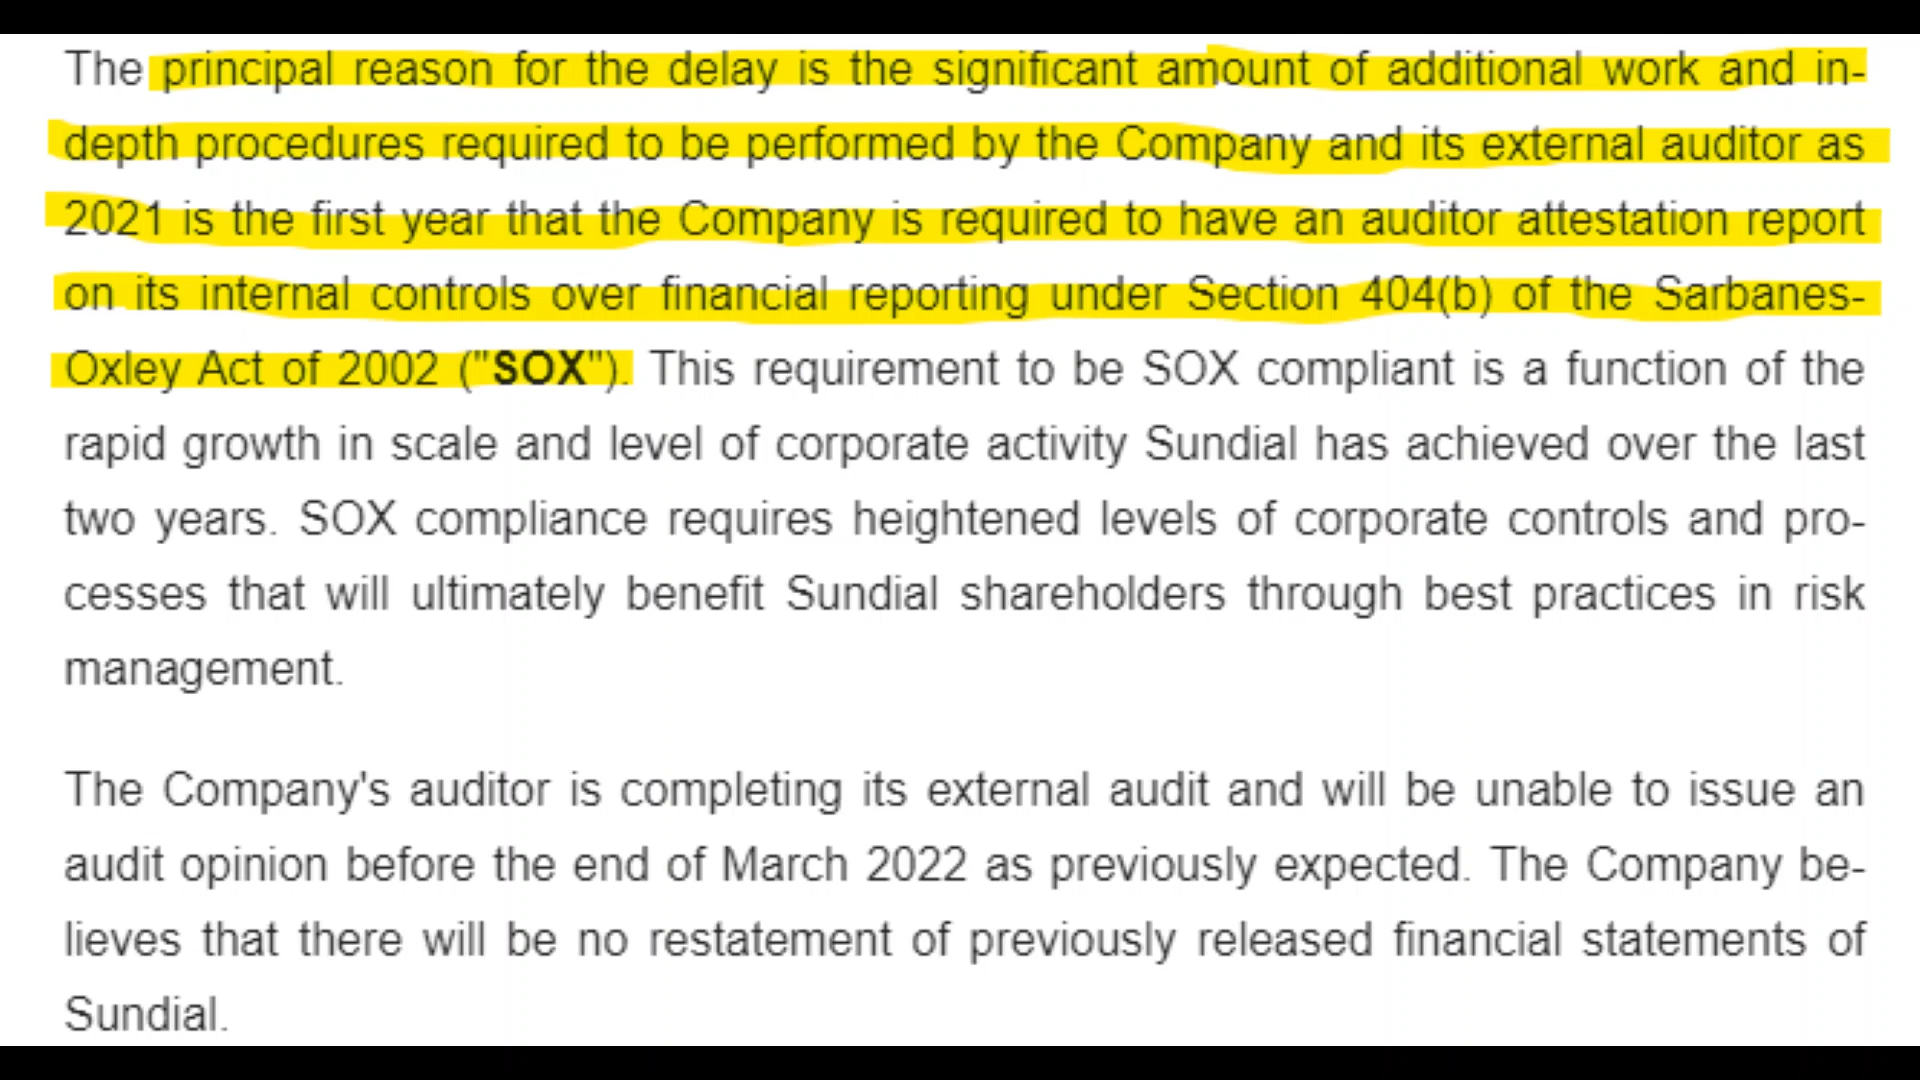 The principal reason for the delay is the significant amount of additional work and in-
depth procedures required to be performed by the Company and its external auditor as
2021 is the first year that the Company is required to have an auditor attestation report
on its internal controls over financial reporting under Section 404(b) of the Sarbanes-
Oxley Act of 2002 ("SOX"). This requirement to be SOX compliant is a function of the
rapid growth in scale and level of corporate activity Sundial has achieved over the last
two years. SOX compliance requires heightened levels of corporate controls and pro-
cesses that will ultimately benefit Sundial shareholders through best practices in risk
management.
The Company's auditor is completing its external audit and will be unable to issue an
audit opinion before the end of March 2022 as previously expected. The Company be-
lieves that there will be no restatement of previously released financial statements of
Sundial.